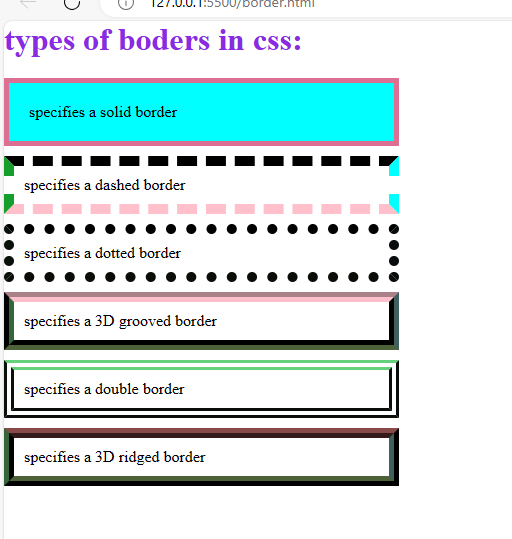 127.0.0.1:5500/border.html
types of boders in css:
specifies a solid border
specifies a dashed border
specifies a dotted border
specifies a 3D grooved border
specifies a double border
specifies a 3D ridged border